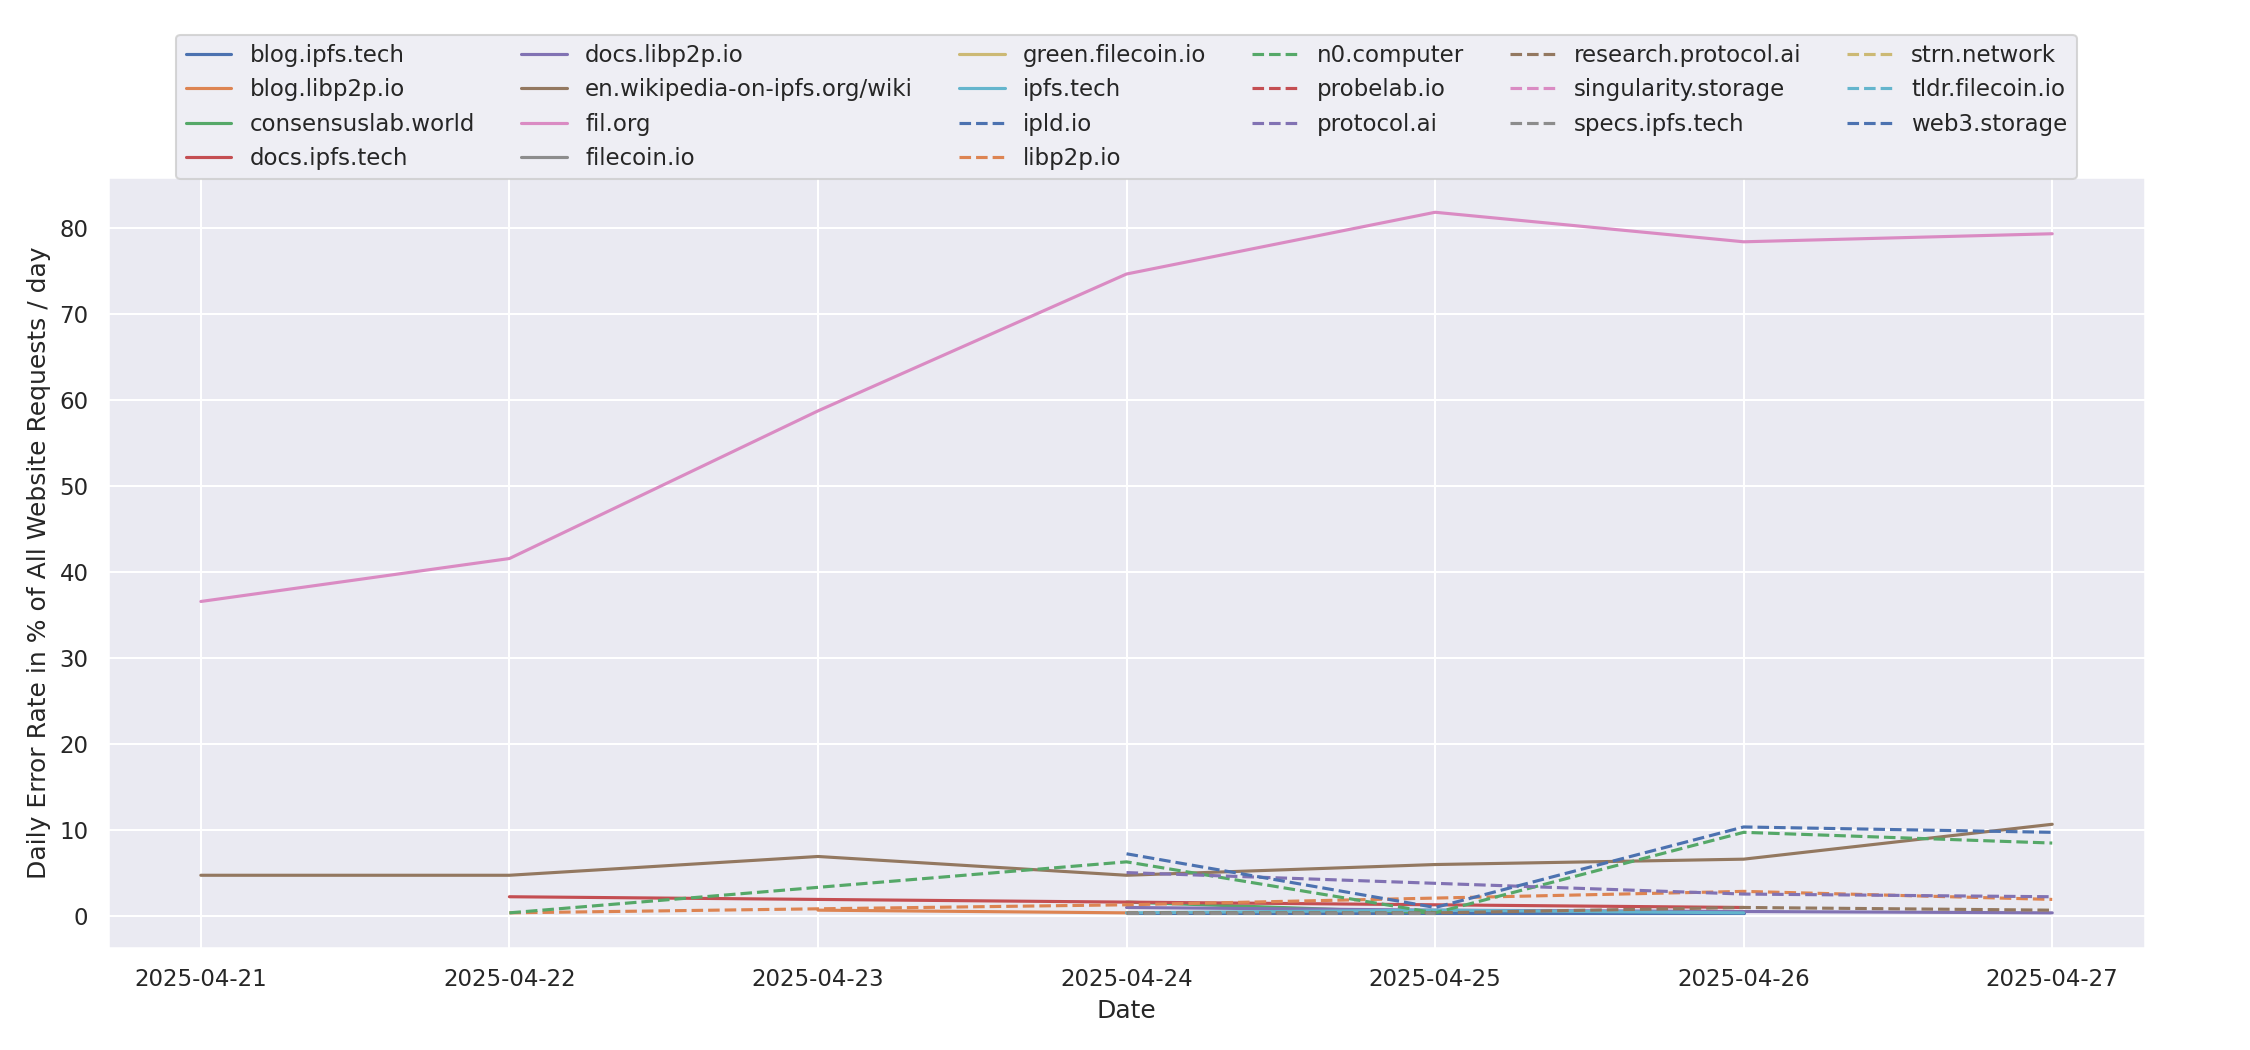 blog.ipfs.tech
blog.libp2p.io
consensuslab.world
docs.ipfs.tech
docs.libp2p.io
en.wikipedia-on-ipfs.org/wiki
fil.org
filecoin.io
green.filecoin.io
ipfs.tech
ipld.io
libp2p.io
n0.computer
probelab.io
protocol.ai
research.protocol.ai
singularity.storage
specs.ipfs.tech
strn.network
tldr.filecoin.io
web3.storage
Daily Error Rate in % of All Website Requests / day
80
70
60
50
40
30
20
10
0
2025-04-21
2025-04-22
2025-04-23
2025-04-24
2025-04-25
2025-04-26
2025-04-27
Date